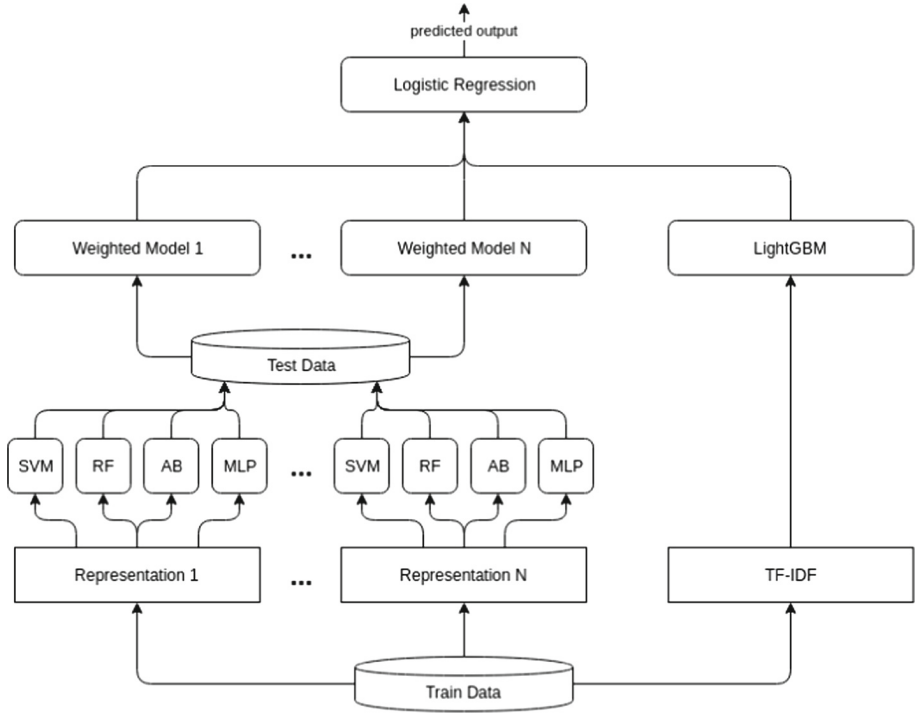 predicted output
Logistic Regression
Weighted Model 1 ... Weighted Model N LightGBM
Test Data
SVM RF AB MLP ... SVM RF AB MLP
Representation 1 ... Representation N TF-IDF
Train Data